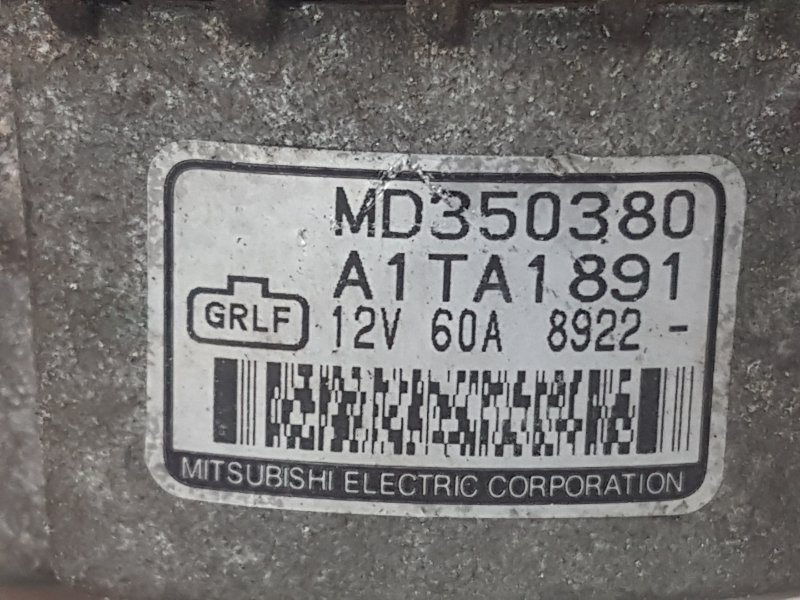 MD350380
A1TA1891
GRLF 12V 60A 8922 -
MITSUBISHI ELECTRIC CORPORATION